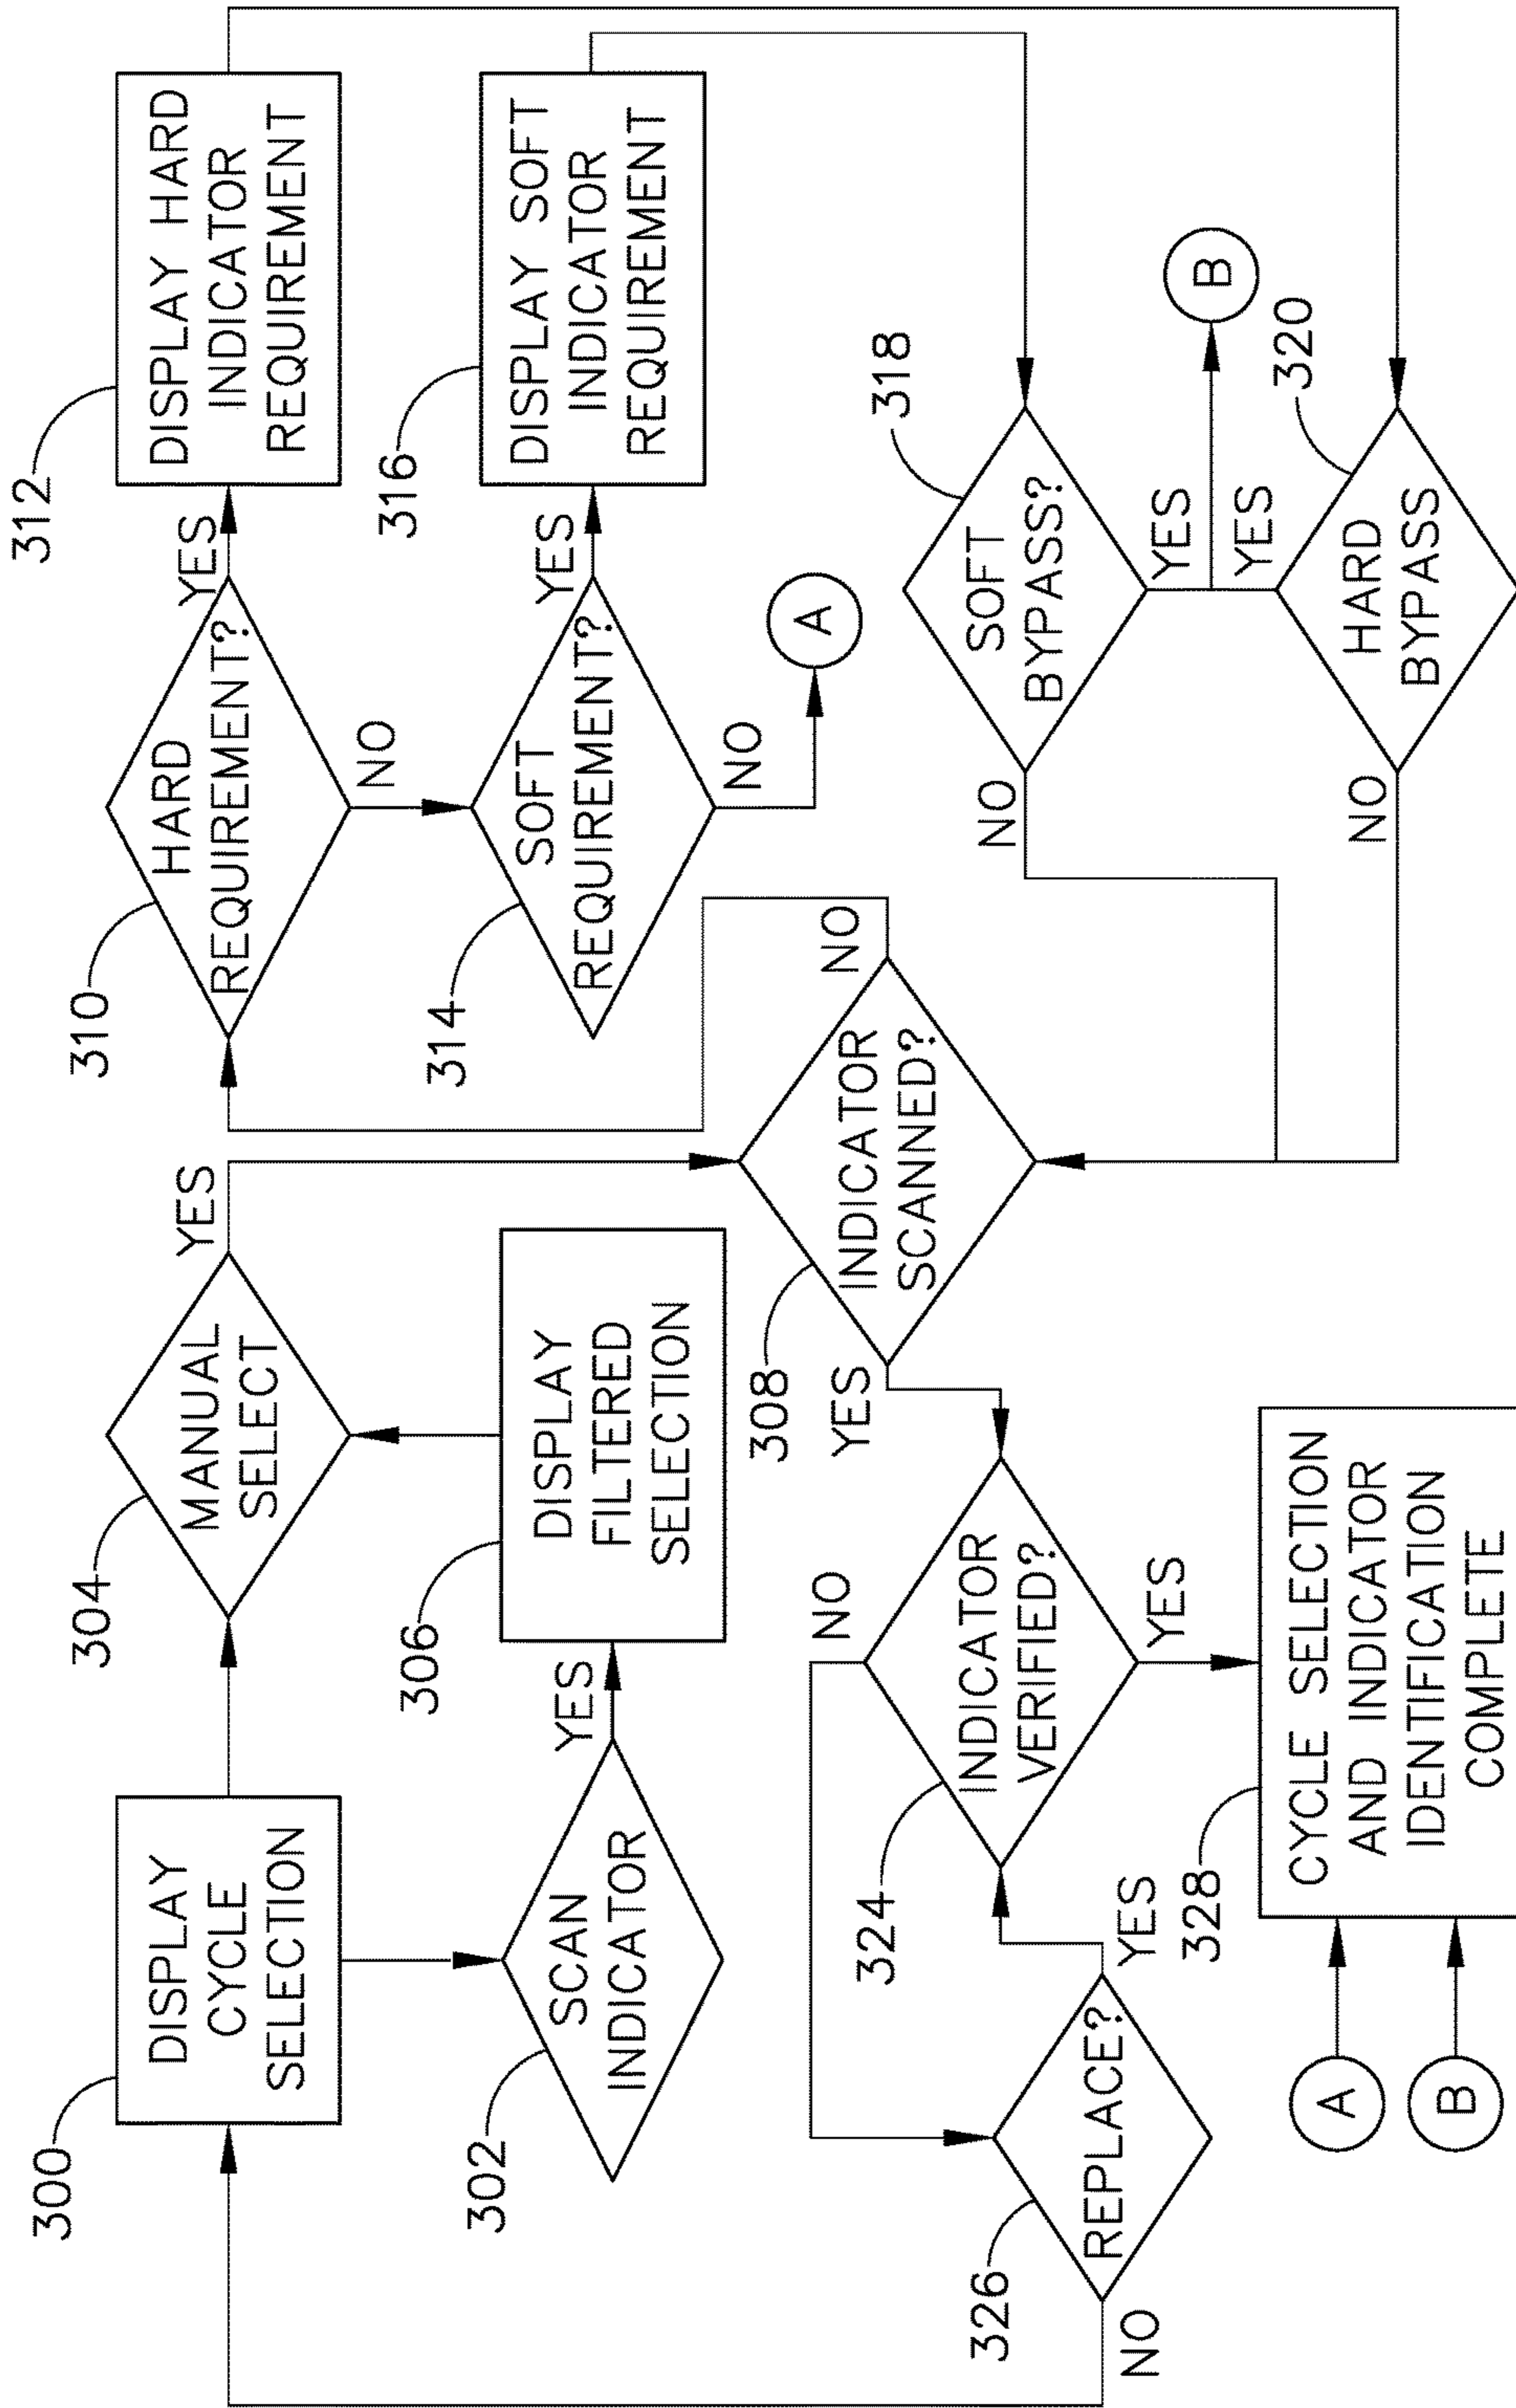 300
DISPLAY
CYCLE
SELECTION
304
MANUAL
SELECT
YES
302
SCAN
INDICATOR
YES
306
DISPLAY
FILTERED
SELECTION
308
INDICATOR
SCANNED?
YES
NO
310
HARD
REQUIREMENT?
YES
NO
312
DISPLAY HARD
INDICATOR
REQUIREMENT
314
SOFT
REQUIREMENT?
YES
NO
A
316
DISPLAY SOFT
INDICATOR
REQUIREMENT
318
SOFT
BYPASS?
NO
YES
B
YES
320
HARD
BYPASS
NO
324
INDICATOR
VERIFIED?
NO
YES
326
REPLACE?
NO
YES
328
CYCLE SELECTION
AND INDICATOR
IDENTIFICATION
COMPLETE
A
B